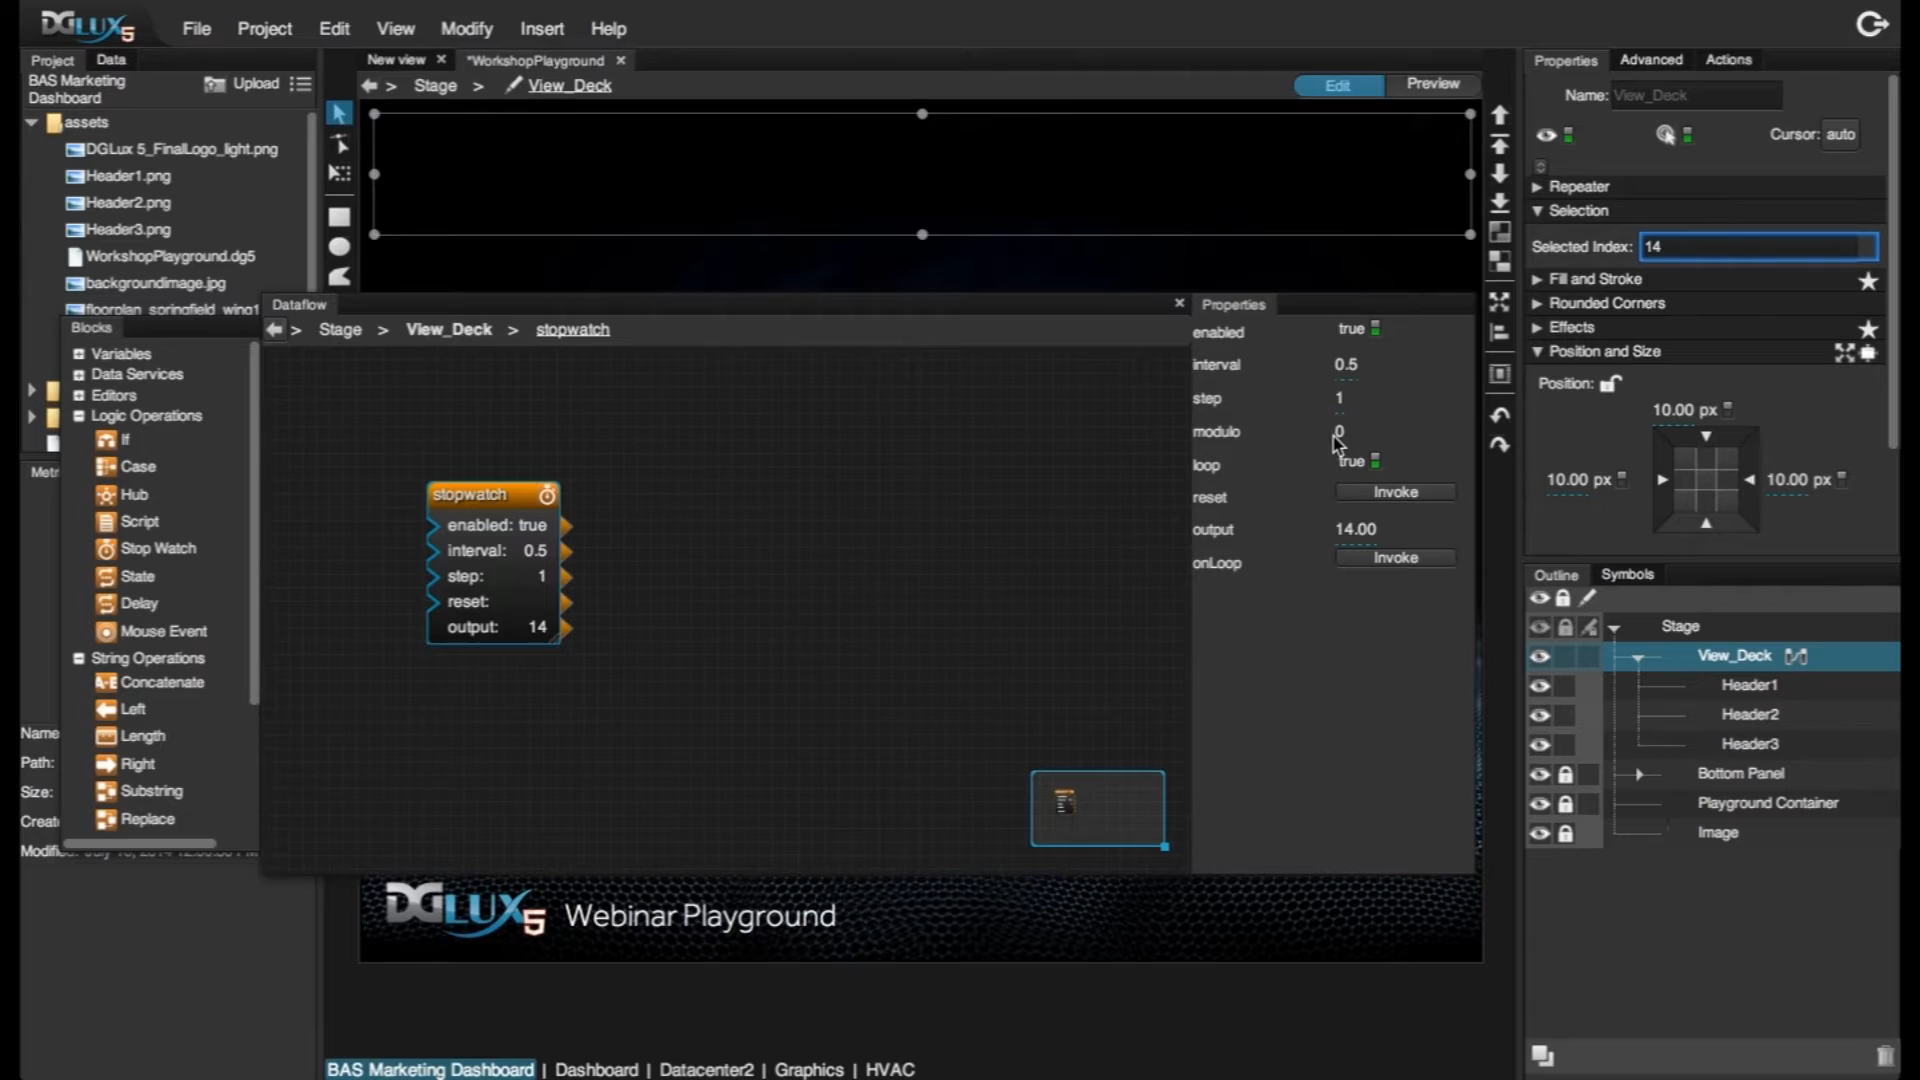 DGLUX5
File Project Edit View Modify Insert Help
Project Data
BAS Marketing
Dashboard
Upload
assets
DGLux 5_FinalLogo_light.png
Header1.png
Header2.png
Header3.png
WorkshopPlayground.dg5
backgroundimage.jpg
floorplan_springfield_wing1
Blocks
Variables
Data Services
Editors
Logic Operations
If
Case
Hub
Script
Stop Watch
State
Delay
Mouse Event
String Operations
Concatenate
Left
Length
Right
Substring
Replace
Metr
Name
Path:
Size:
Creat
New view
*WorkshopPlayground
Stage > View_Deck
Edit Preview
Dataflow
> Stage > View_Deck > stopwatch
stopwatch
enabled: true
interval: 0.5
step: 1
reset:
output: 14
Properties
enabled true
interval 0.5
step 1
modulo 0
loop true
reset Invoke
output 14.00
onLoop Invoke
DGLUX5 Webinar Playground
BAS Marketing Dashboard | Dashboard | Datacenter2 | Graphics | HVAC
Properties Advanced Actions
Name: View_Deck
Cursor: auto
Repeater
Selection
Selected Index: 14
Fill and Stroke
Rounded Corners
Effects
Position and Size
Position:
10.00 px
10.00 px
10.00 px
Outline Symbols
Stage
View_Deck
Header1
Header2
Header3
Bottom Panel
Playground Container
Image